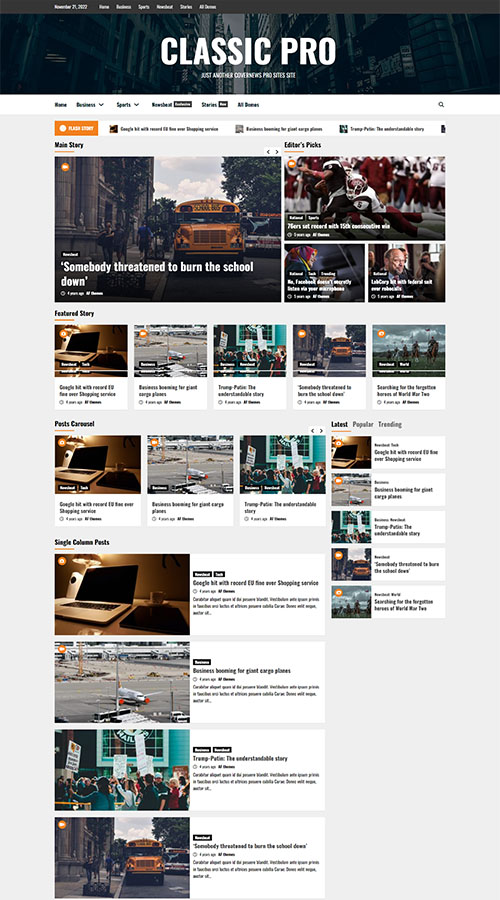 November 21, 2022 Home Business Sports Newsbeat Stories All Demos
CLASSIC PRO
JUST ANOTHER COVERNEWS PRO SITES SITE
Home Business Sports Newsbeat Exclusive Stories New All Demos
FLASH STORY Google hit with record EU fine over Shopping service Business booming for giant cargo planes Trump-Putin: The understandable story
Main Story
SCHOOL BUS
Newsbeat
'Somebody threatened to burn the school
down'
4 years ago AF themes
Editor's Picks
National Sports
76ers set record with 15th consecutive win
5 years ago AF themes
National Tech Trending
No, Facebook doesn't secretly
listen via your microphone
5 years ago AF themes
National
LabCorp hit with federal suit
over robocalls
5 years ago AF themes
Featured Story
Newsbeat Tech
Google hit with record EU
fine over Shopping service
4 years ago AF themes
Business
Business booming for giant
cargo planes
4 years ago AF themes
Business Newsbeat
Trump-Putin: The
understandable story
4 years ago AF themes
Newsbeat
'Somebody threatened to
burn the school down'
4 years ago AF themes
Newsbeat World
Searching for the forgotten
heroes of World War Two
4 years ago AF themes
Posts Carousel
Newsbeat Tech
Google hit with record EU fine over
Shopping service
4 years ago AF themes
Business
Business booming for giant cargo
planes
4 years ago AF themes
Business Newsbeat
Trump-Putin: The understandable
story
4 years ago AF themes
Latest Popular Trending
Newsbeat Tech
Google hit with record EU fine
over Shopping service
Business
Business booming for giant
cargo planes
Business Newsbeat
Trump-Putin: The
understandable story
Newsbeat
'Somebody threatened to burn
the school down'
Newsbeat World
Searching for the forgotten
heroes of World War Two
Single Column Posts
Newsbeat Tech
Google hit with record EU fine over Shopping service
4 years ago AF themes
Curabitur aliquet quam id dui posuere blandit. Vestibulum ante ipsum primis
in faucibus orci luctus et ultrices posuere cubilia Curae; Donec velit neque,
auctor sit...
Business
Business booming for giant cargo planes
4 years ago AF themes
Curabitur aliquet quam id dui posuere blandit. Vestibulum ante ipsum primis
in faucibus orci luctus et ultrices posuere cubilia Curae; Donec velit neque,
auctor sit...
Business Newsbeat
Trump-Putin: The understandable story
4 years ago AF themes
Curabitur aliquet quam id dui posuere blandit. Vestibulum ante ipsum primis
in faucibus orci luctus et ultrices posuere cubilia Curae; Donec velit neque,
auctor sit...
Newsbeat
'Somebody threatened to burn the school down'
4 years ago AF themes
Curabitur aliquet quam id dui posuere blandit. Vestibulum ante ipsum primis
in faucibus orci luctus et ultrices posuere cubilia Curae; Donec velit neque,
auctor sit...